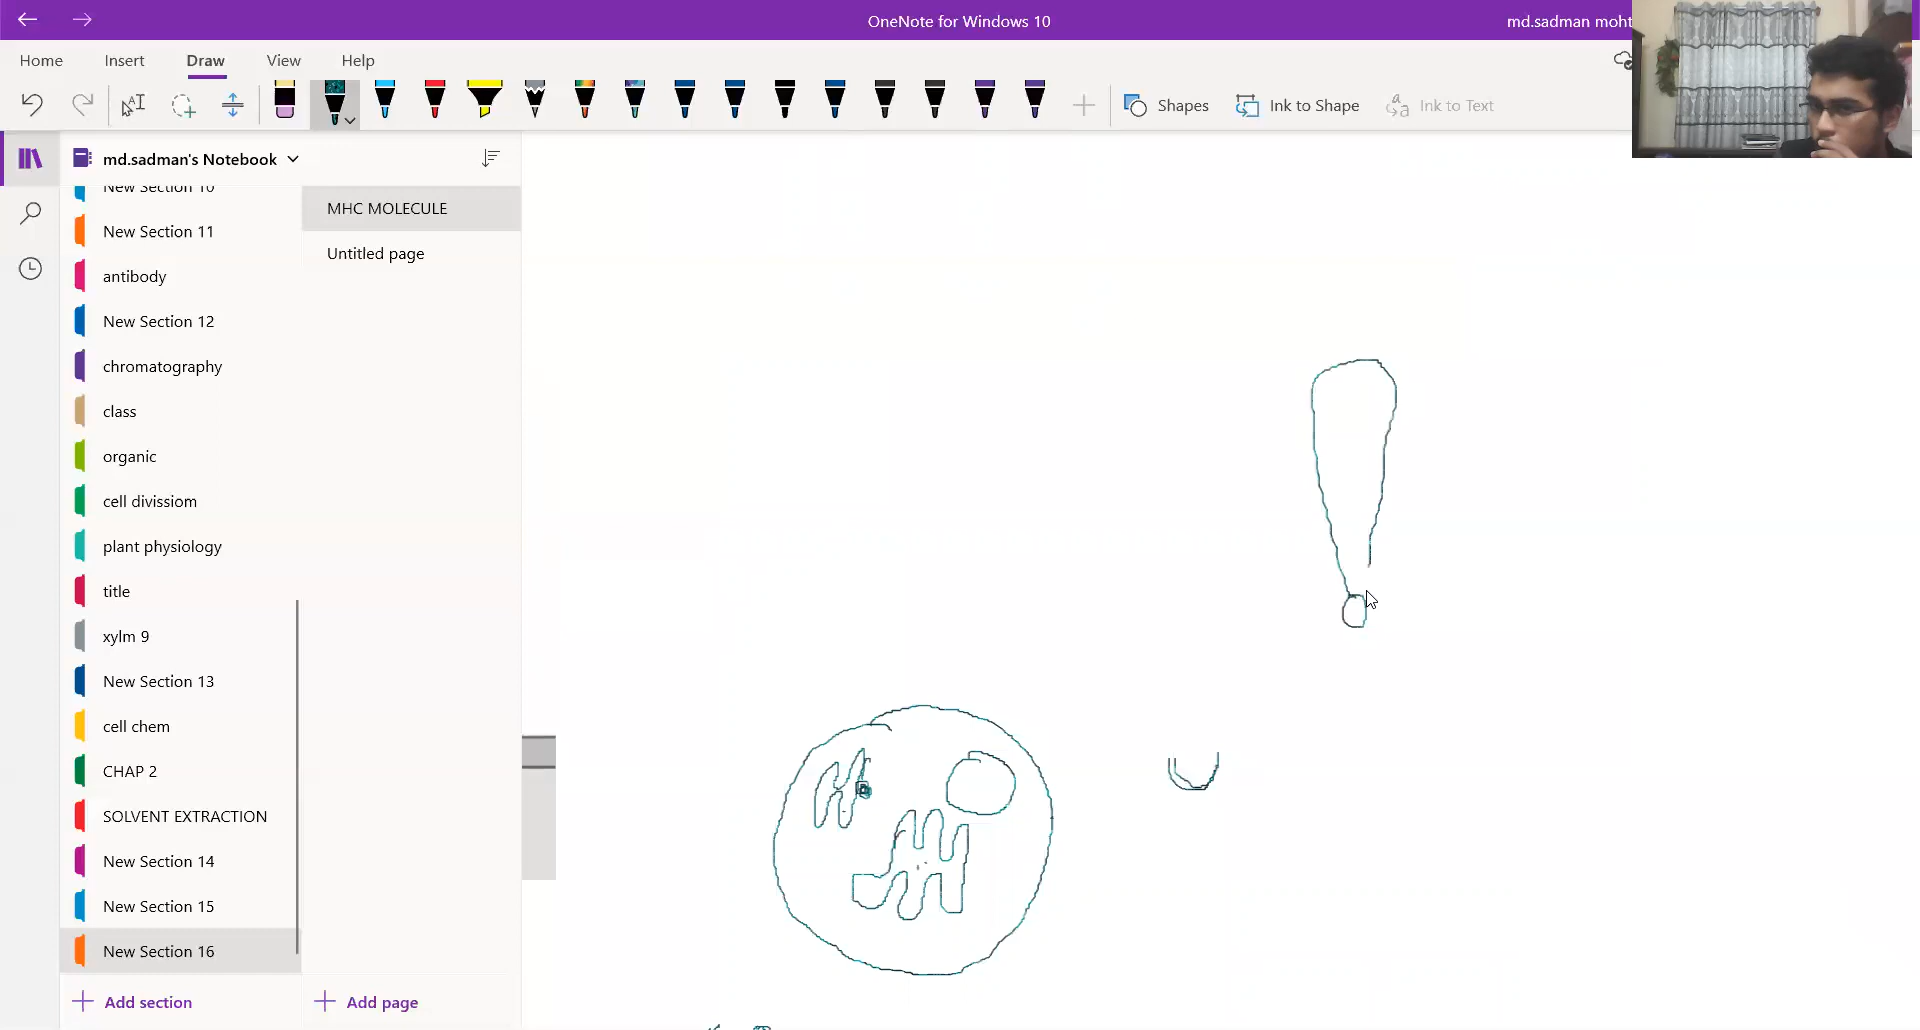 OneNote for Windows 10
md.sadman moht
Home Insert Draw View Help
Shapes Ink to Shape Ink to Text
md.sadman's Notebook
New Section 10
New Section 11
antibody
New Section 12
chromatography
class
organic
cell divissiom
plant physiology
title
xylm 9
New Section 13
cell chem
CHAP 2
SOLVENT EXTRACTION
New Section 14
New Section 15
New Section 16
Add section
MHC MOLECULE
Untitled page
Add page